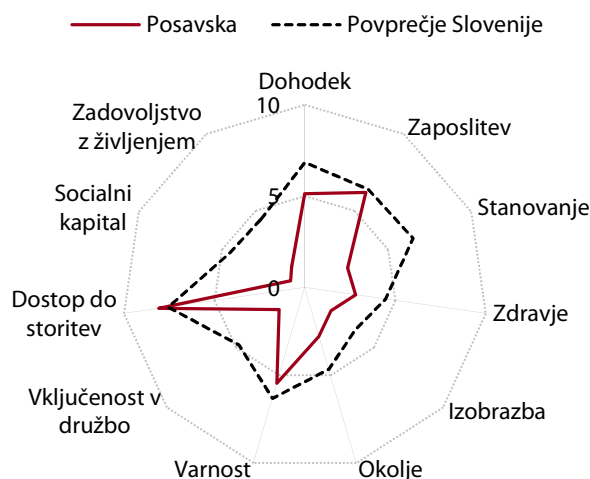 Posavska
Povprečje Slovenije
Dohodek
10
Zadovoljstvo
z življenjem
Zaposlitev
Socialni
kapital
5
Stanovanje
Dostop do
storitev
0
Zdravje
Vključenost v
družbo
Izobrazba
Varnost
Okolje